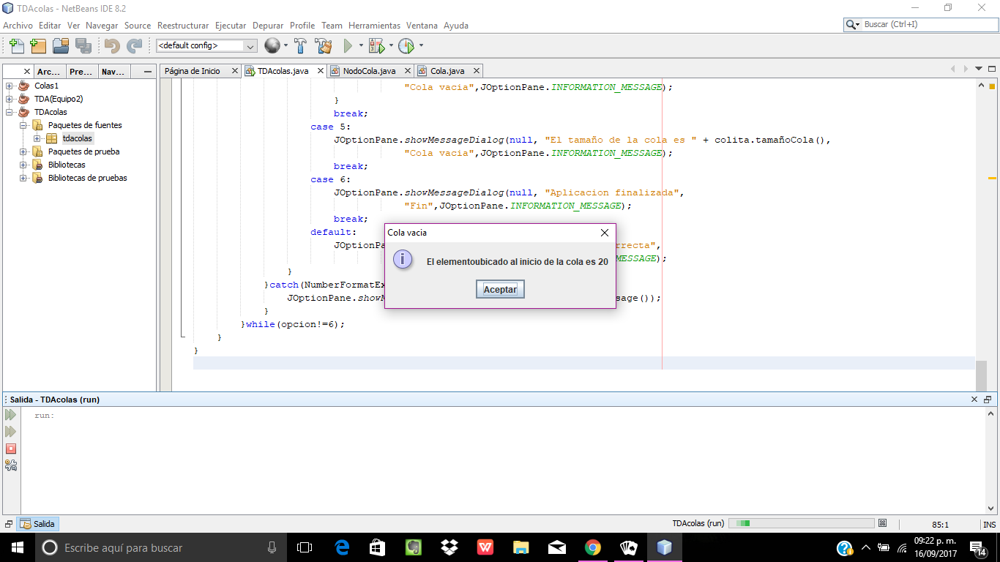 TDAcolas - NetBeans IDE 8.2
Archivo Editar Ver Navegar Source Reestructurar Ejecutar Depurar Profile Team Herramientas Ventana Ayuda
Buscar (Ctrl+I)
<default config>
Arc... Pre... Nav...
Página de Inicio TDAcolas.java NodoCola.java Cola.java
Colas1
TDA(Equipo2)
TDAcolas
Paquetes de fuentes
tdacolas
Paquetes de prueba
Bibliotecas
Bibliotecas de pruebas
"Cola vacia",JOptionPane.INFORMATION_MESSAGE);
}
break;
case 5:
JOptionPane.showMessageDialog(null, "El tamaño de la cola es " + colita.tamañoCola(),
"Cola vacia",JOptionPane.INFORMATION_MESSAGE);
break;
case 6:
JOptionPane.showMessageDialog(null, "Aplicacion finalizada",
"Fin",JOptionPane.INFORMATION_MESSAGE);
break;
default:
JOptionPa rrecta",
MESSAGE);
}
}catch(NumberFormatEx
JOptionPane.showM sage());
}
}while(opcion!=6);
}
}
Cola vacia
El elementoubicado al inicio de la cola es 20
Aceptar
Salida - TDAcolas (run)
run:
Salida
TDAcolas (run)
85:1
INS
Escribe aquí para buscar
09:22 p. m.
16/09/2017
14